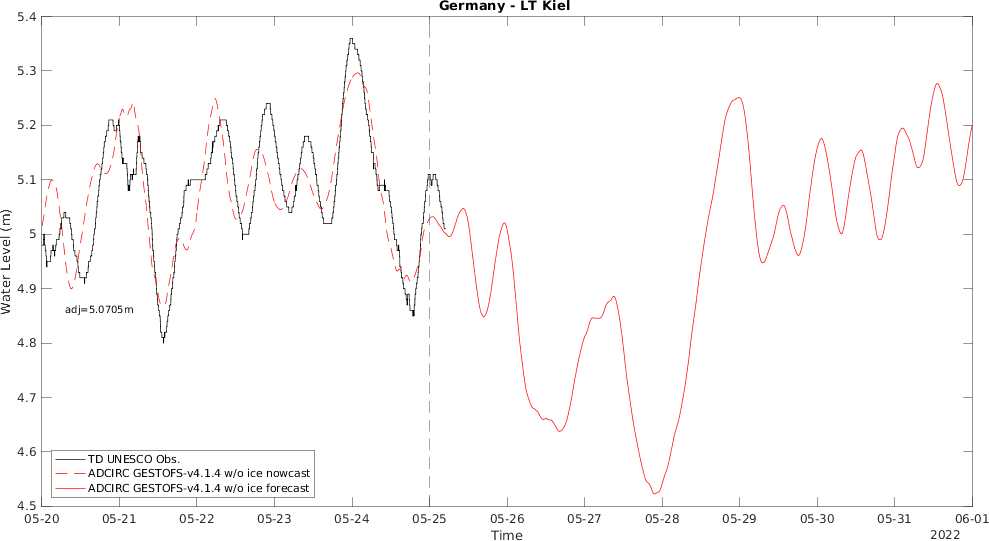 Germany - LT Kiel
Water Level (m)
5.4
5.3
5.2
5.1
5
4.9
4.8
4.7
4.6
4.5
adj=5.0705m
TD UNESCO Obs.
ADCIRC GESTOFS-v4.1.4 w/o ice nowcast
ADCIRC GESTOFS-v4.1.4 w/o ice forecast
05-20 05-21 05-22 05-23 05-24 05-25 05-26 05-27 05-28 05-29 05-30 05-31 06-01
Time
2022